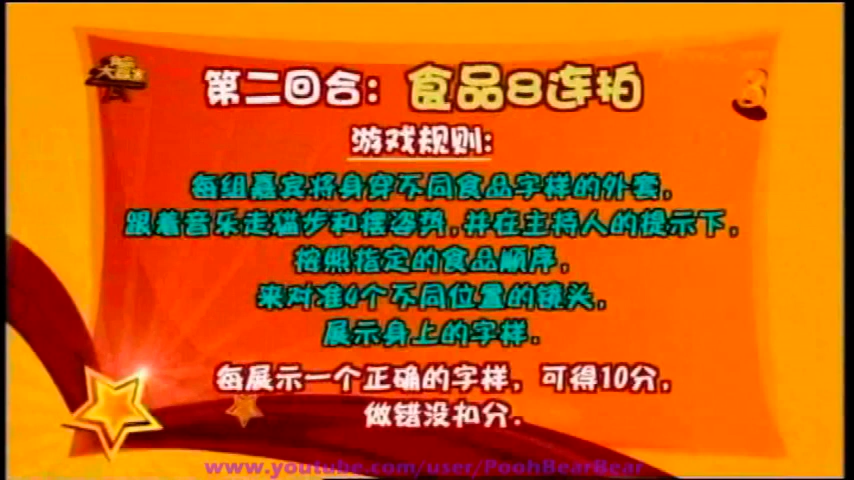 第二回合：食品8连拍
游戏规则:
每组嘉宾将身穿不同食品字样的外套,
跟着音乐走猫步和摆姿势,并在主持人的提示下,
按照指定的食品顺序,
来对准4个不同位置的镜头,
展示身上的字样.
每展示一个正确的字样，可得10分,
做错没扣分.
www.youtube.com/user/PoohBearBear